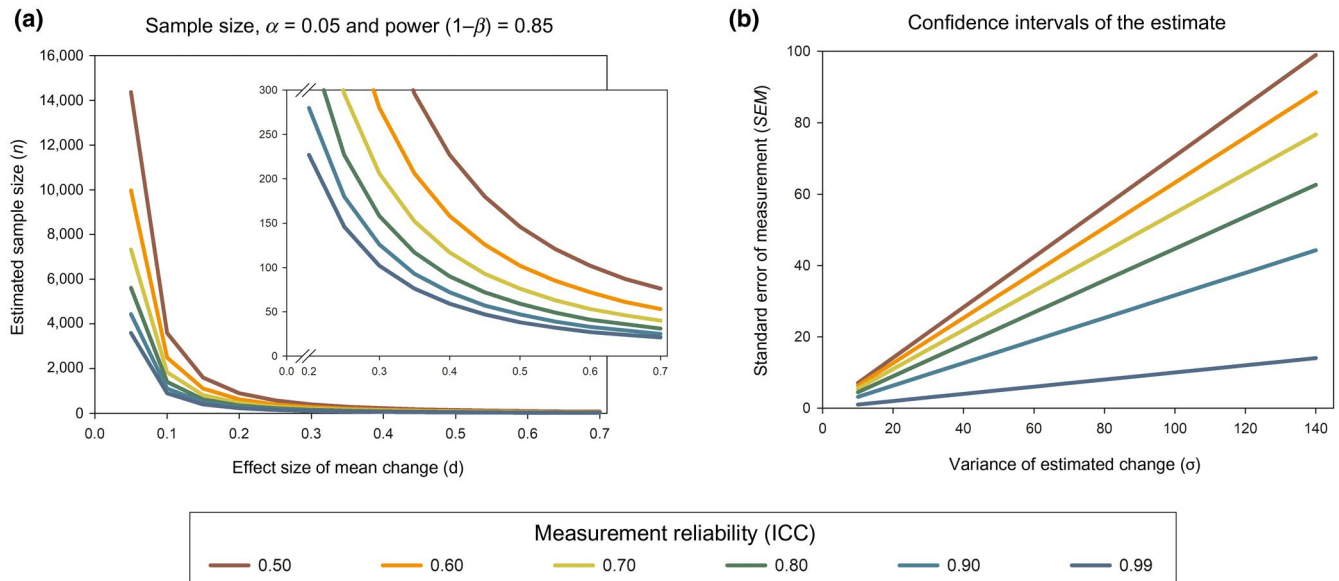 (a)
Sample size, α = 0.05 and power (1–β) = 0.85
Estimated sample size (n)
16,000
14,000
12,000
10,000
8,000
6,000
4,000
2,000
0
0.0 0.1 0.2 0.3 0.4 0.5 0.6 0.7
Effect size of mean change (d)
300
250
200
150
100
50
0
0.0 0.2 0.3 0.4 0.5 0.6 0.7
(b)
Confidence intervals of the estimate
Standard error of measurement (SEM)
100
80
60
40
20
0
0 20 40 60 80 100 120 140
Variance of estimated change (σ)
Measurement reliability (ICC)
0.50 0.60 0.70 0.80 0.90 0.99